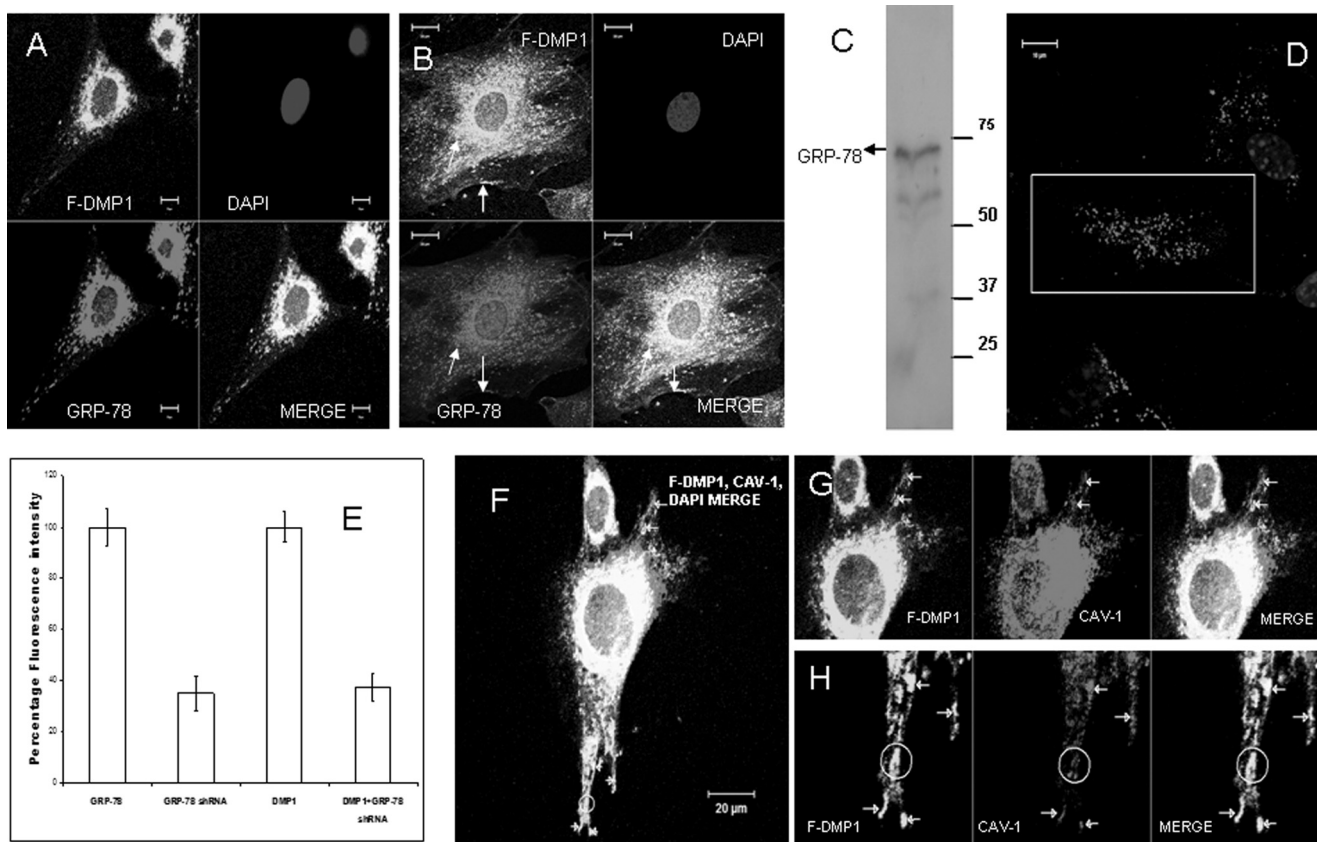 A
F-DMP1
DAPI
GRP-78
MERGE
B
F-DMP1
DAPI
GRP-78
MERGE
C
GRP-78
75
50
37
25
D
E
Percentage Fluorescence intensity
120
100
80
60
40
20
0
GRP-78
GRP-78 shRNA
DMP1
DMP1+GRP-78
shRNA
F
F-DMP1, CAV-1,
DAPI MERGE
20 µm
G
F-DMP1
CAV-1
MERGE
H
F-DMP1
CAV-1
MERGE